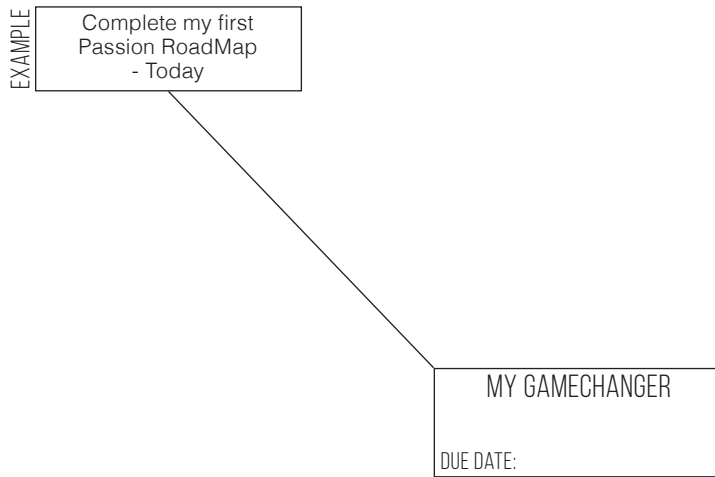 EXAMPLE
Complete my first
Passion RoadMap
- Today
MY GAMECHANGER
DUE DATE: